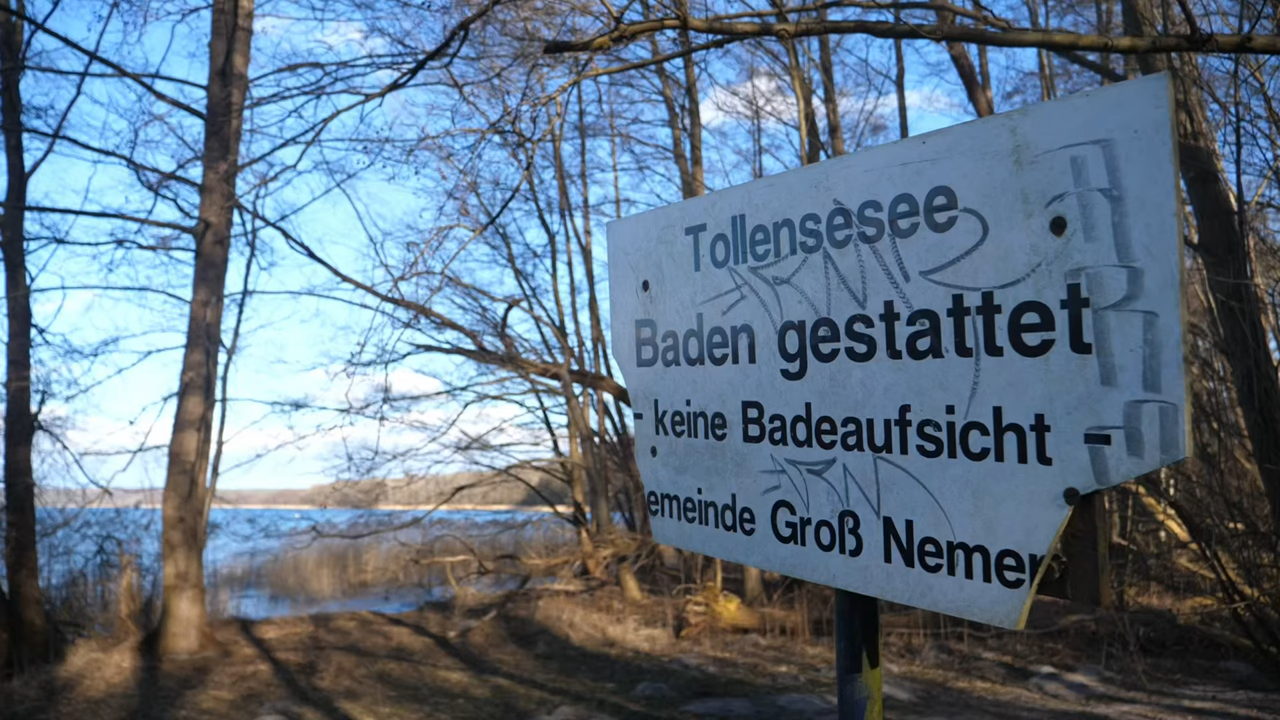 Tollensesee
Baden gestattet
- keine Badeaufsicht -
emeinde Groß Nemer